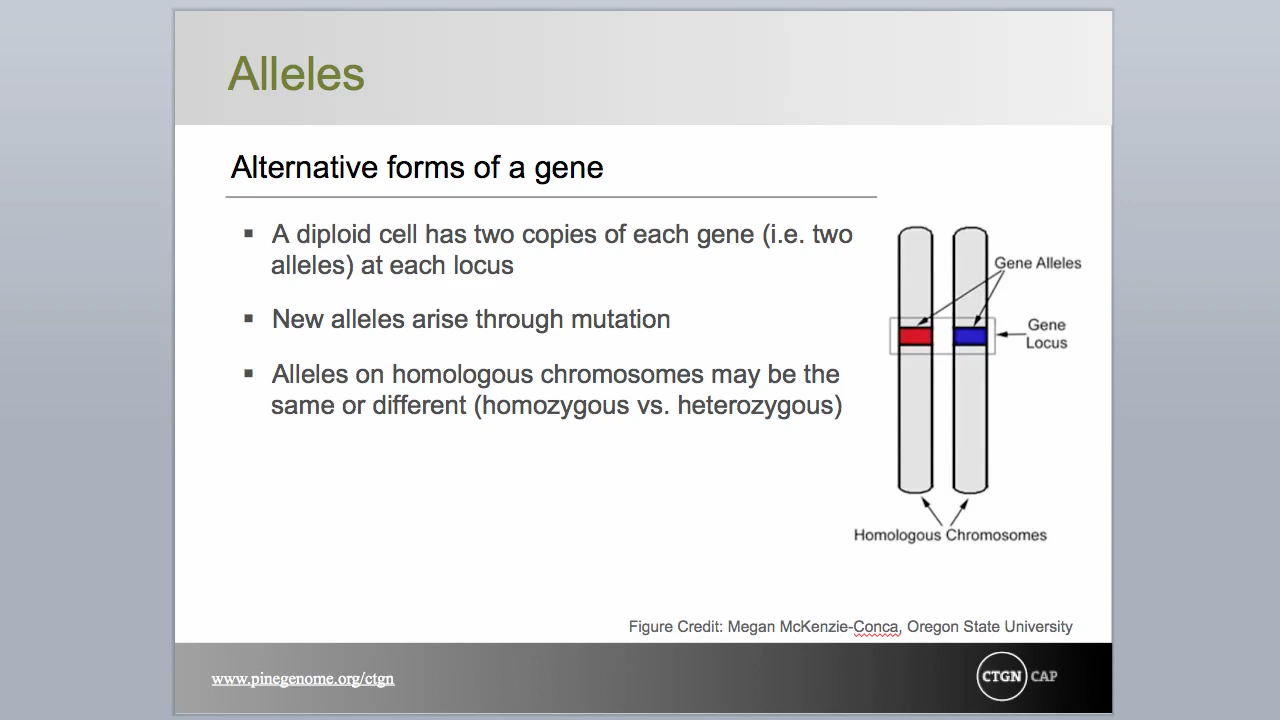 Alleles
Alternative forms of a gene
▪ A diploid cell has two copies of each gene (i.e. two
alleles) at each locus
▪ New alleles arise through mutation
▪ Alleles on homologous chromosomes may be the
same or different (homozygous vs. heterozygous)
Gene Alleles
Gene
Locus
Homologous Chromosomes
Figure Credit: Megan McKenzie-Conca, Oregon State University
www.pinegenome.org/ctgn
CTGN CAP